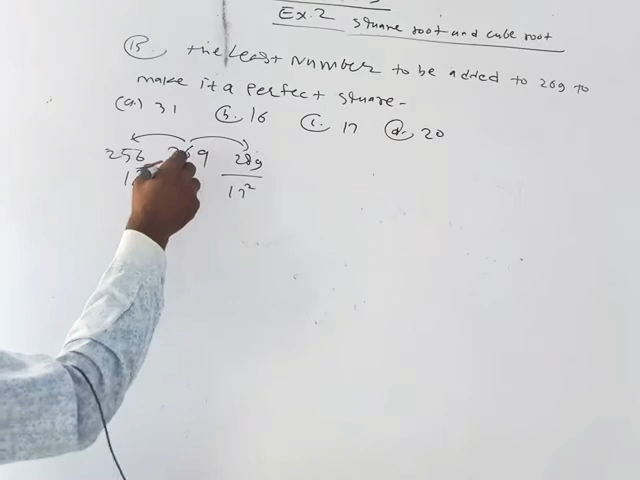 Ex.2 square root and cube root
15. the least number to be added to 269 to
make it a perfect square-
(a.) 31 (b.) 16 (c.) 17 (d.) 20
256 269 289
17²